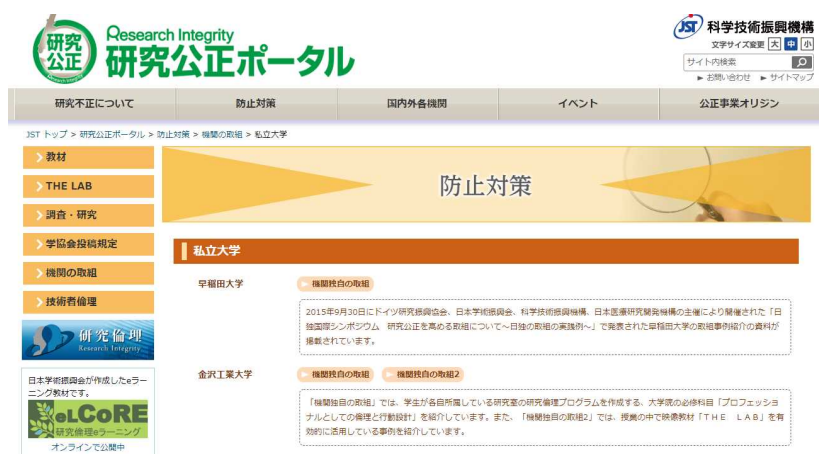 研究
公正
Research Integrity
研究公正ポータル
JST 科学技術振興機構
文字サイズ変更 大 中 小
サイト内検索
► お問い合わせ ► サイトマップ
研究不正について 防止対策 国内外各機関 イベント 公正事業オリジン
JST トップ > 研究公正ポータル > 防止対策 > 機関の取組 > 私立大学
教材
THE LAB
調査・研究
学協会投稿規定
機関の取組
技術者倫理
研究倫理
Research Integrity
日本学術振興会が作成したeラー
ニング教材です。
eLCoRE
研究倫理eラーニング
オンラインで公開中
防止対策
私立大学
早稲田大学 機関独自の取組
2015年9月30日にドイツ研究振興協会、日本学術振興会、科学技術振興機構、日本医療研究開発機構の主催により開催された「日
独国際シンポジウム 研究公正を高める取組について～日独の取組の実践例～」で発表された早稲田大学の取組事例紹介の資料が
掲載されています。
金沢工業大学 機関独自の取組 機関独自の取組2
「機関独自の取組」では、学生が各自所属している研究室の研究倫理プログラムを作成する、大学院の必修科目「プロフェッショ
ナルとしての倫理と行動設計」を紹介しています。また、「機関独自の取組2」では、授業の中で映像教材「ＴＨＥ ＬＡＢ」を有
効的に活用している事例を紹介しています。